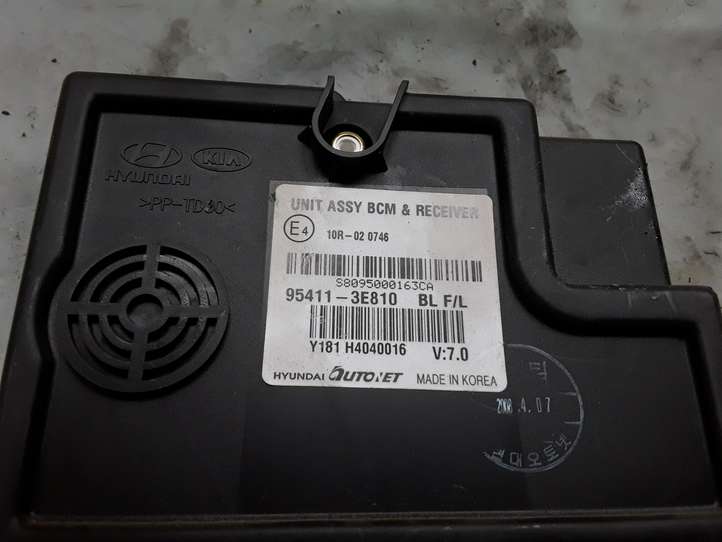 HYUNDAI
KIA
>PP-TD30<
UNIT ASSY BCM & RECEIVER
E4
10R-02 0746
S8095000163CA
95411-3E810 BL F/L
Y181 H4040016 V:7.0
HYUNDAI AUTONET MADE IN KOREA
2008.4.07